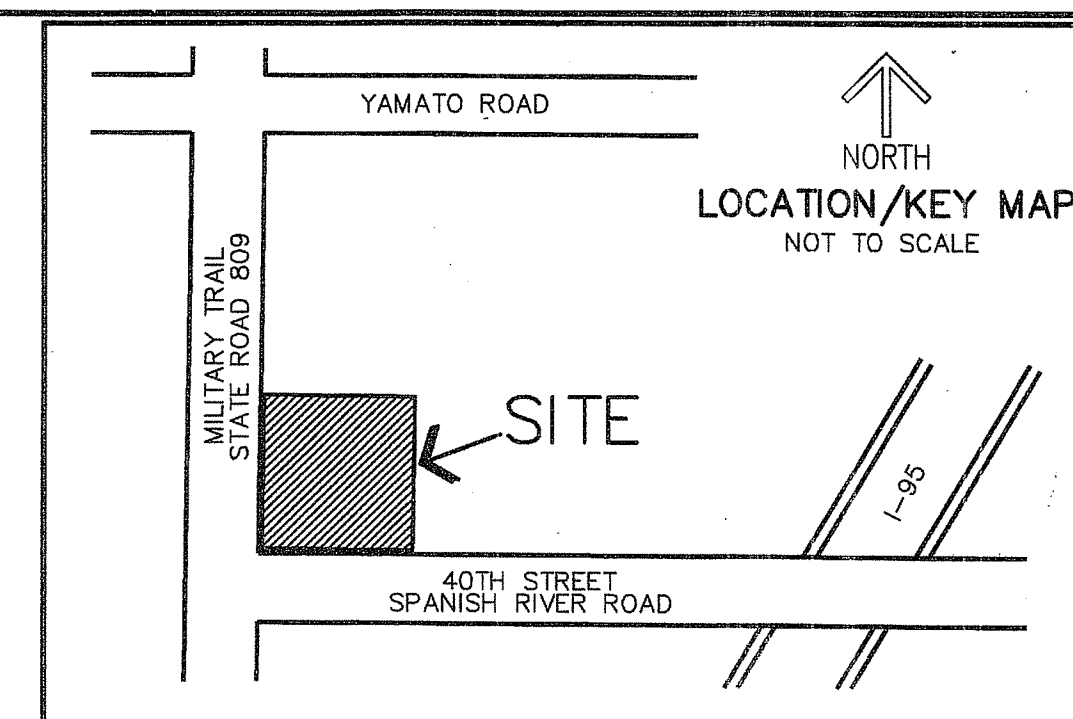 YAMATO ROAD
NORTH
LOCATION/KEY MAP
NOT TO SCALE
MILITARY TRAIL
STATE ROAD 809
SITE
I-95
40TH STREET
SPANISH RIVER ROAD